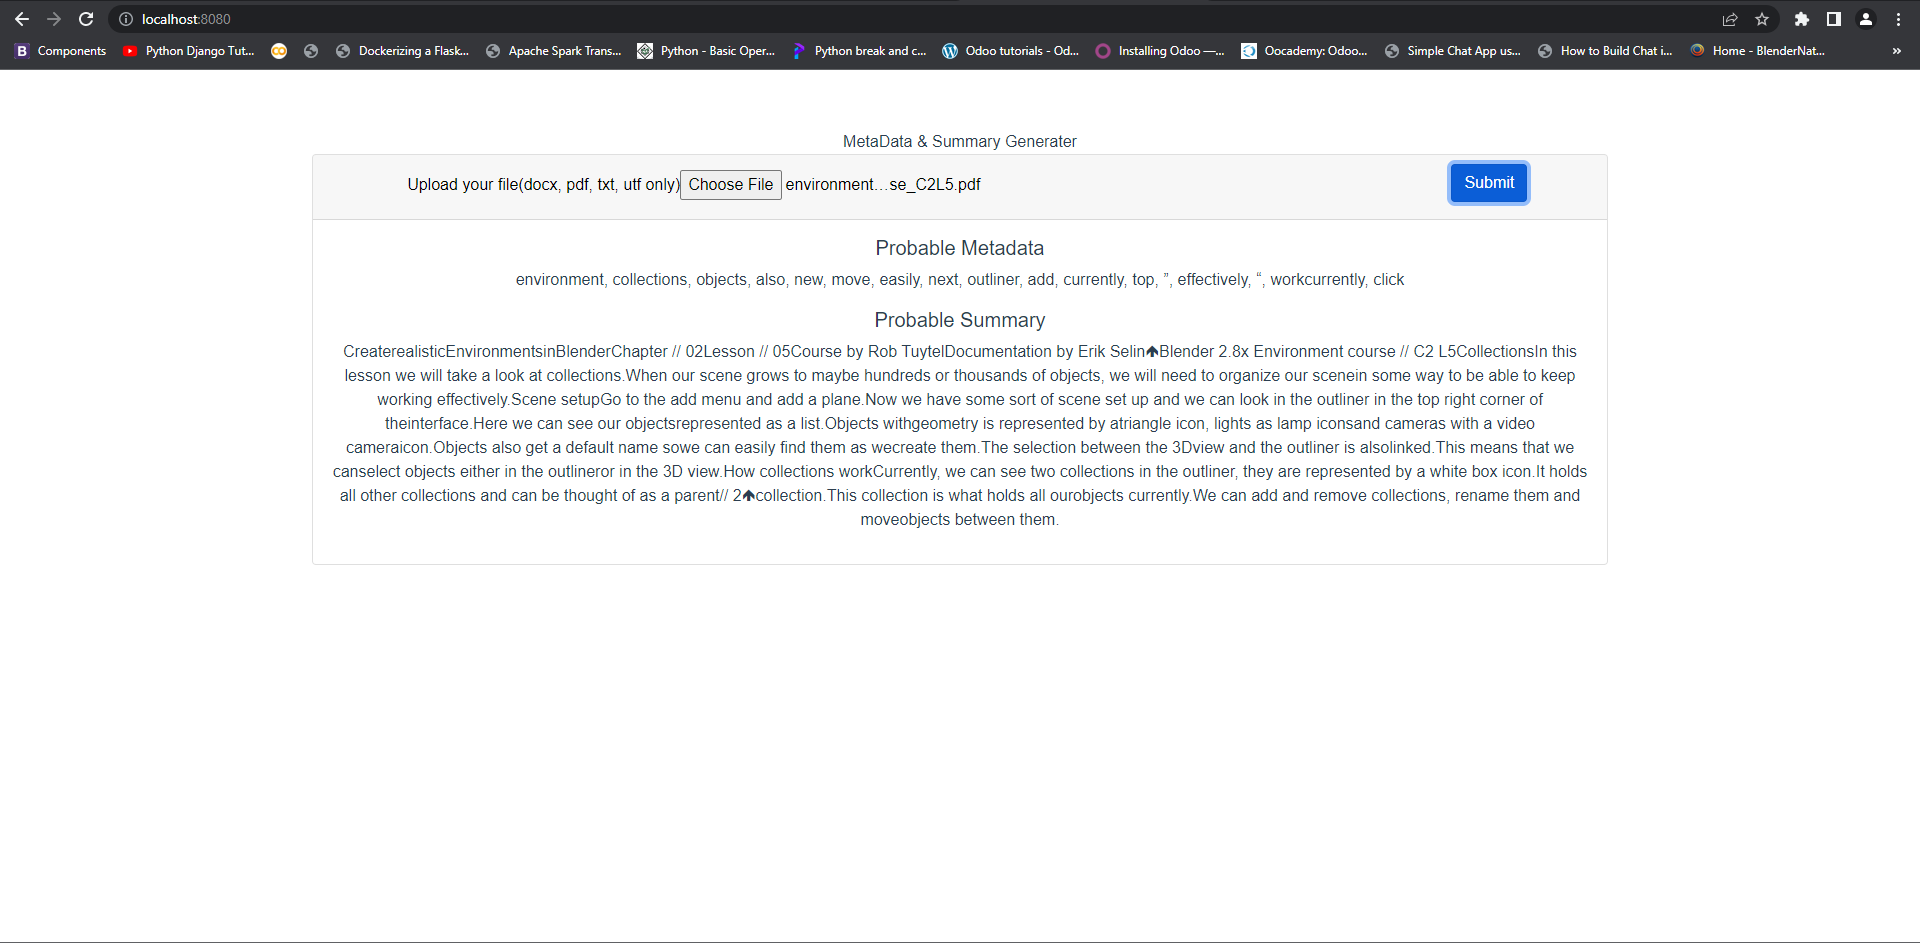 localhost:8080
B Components Python Django Tut... Dockerizing a Flask... Apache Spark Trans... Python - Basic Oper... Python break and c... Odoo tutorials - Od... Installing Odoo —... Oocademy: Odoo... Simple Chat App us... How to Build Chat i... Home - BlenderNat... »
MetaData & Summary Generater
Upload your file(docx, pdf, txt, utf only) Choose File environment...se_C2L5.pdf Submit
Probable Metadata
environment, collections, objects, also, new, move, easily, next, outliner, add, currently, top, ”, effectively, “, workcurrently, click
Probable Summary
CreaterealisticEnvironmentsinBlenderChapter // 02Lesson // 05Course by Rob TuytelDocumentation by Erik Selin🡹Blender 2.8x Environment course // C2 L5CollectionsIn this
lesson we will take a look at collections.When our scene grows to maybe hundreds or thousands of objects, we will need to organize our scenein some way to be able to keep
working effectively.Scene setupGo to the add menu and add a plane.Now we have some sort of scene set up and we can look in the outliner in the top right corner of
theinterface.Here we can see our objectsrepresented as a list.Objects withgeometry is represented by atriangle icon, lights as lamp iconsand cameras with a video
cameraicon.Objects also get a default name sowe can easily find them as wecreate them.The selection between the 3Dview and the outliner is alsolinked.This means that we
canselect objects either in the outlineror in the 3D view.How collections workCurrently, we can see two collections in the outliner, they are represented by a white box icon.It holds
all other collections and can be thought of as a parent// 2🡹collection.This collection is what holds all ourobjects currently.We can add and remove collections, rename them and
moveobjects between them.